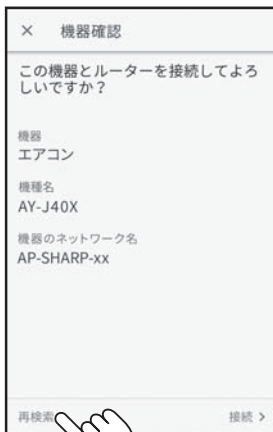 × 機器確認
この機器とルーターを接続してよろ
しいですか？
機器
エアコン
機種名
AY-J40X
機器のネットワーク名
AP-SHARP-xx
再検索
接続 >